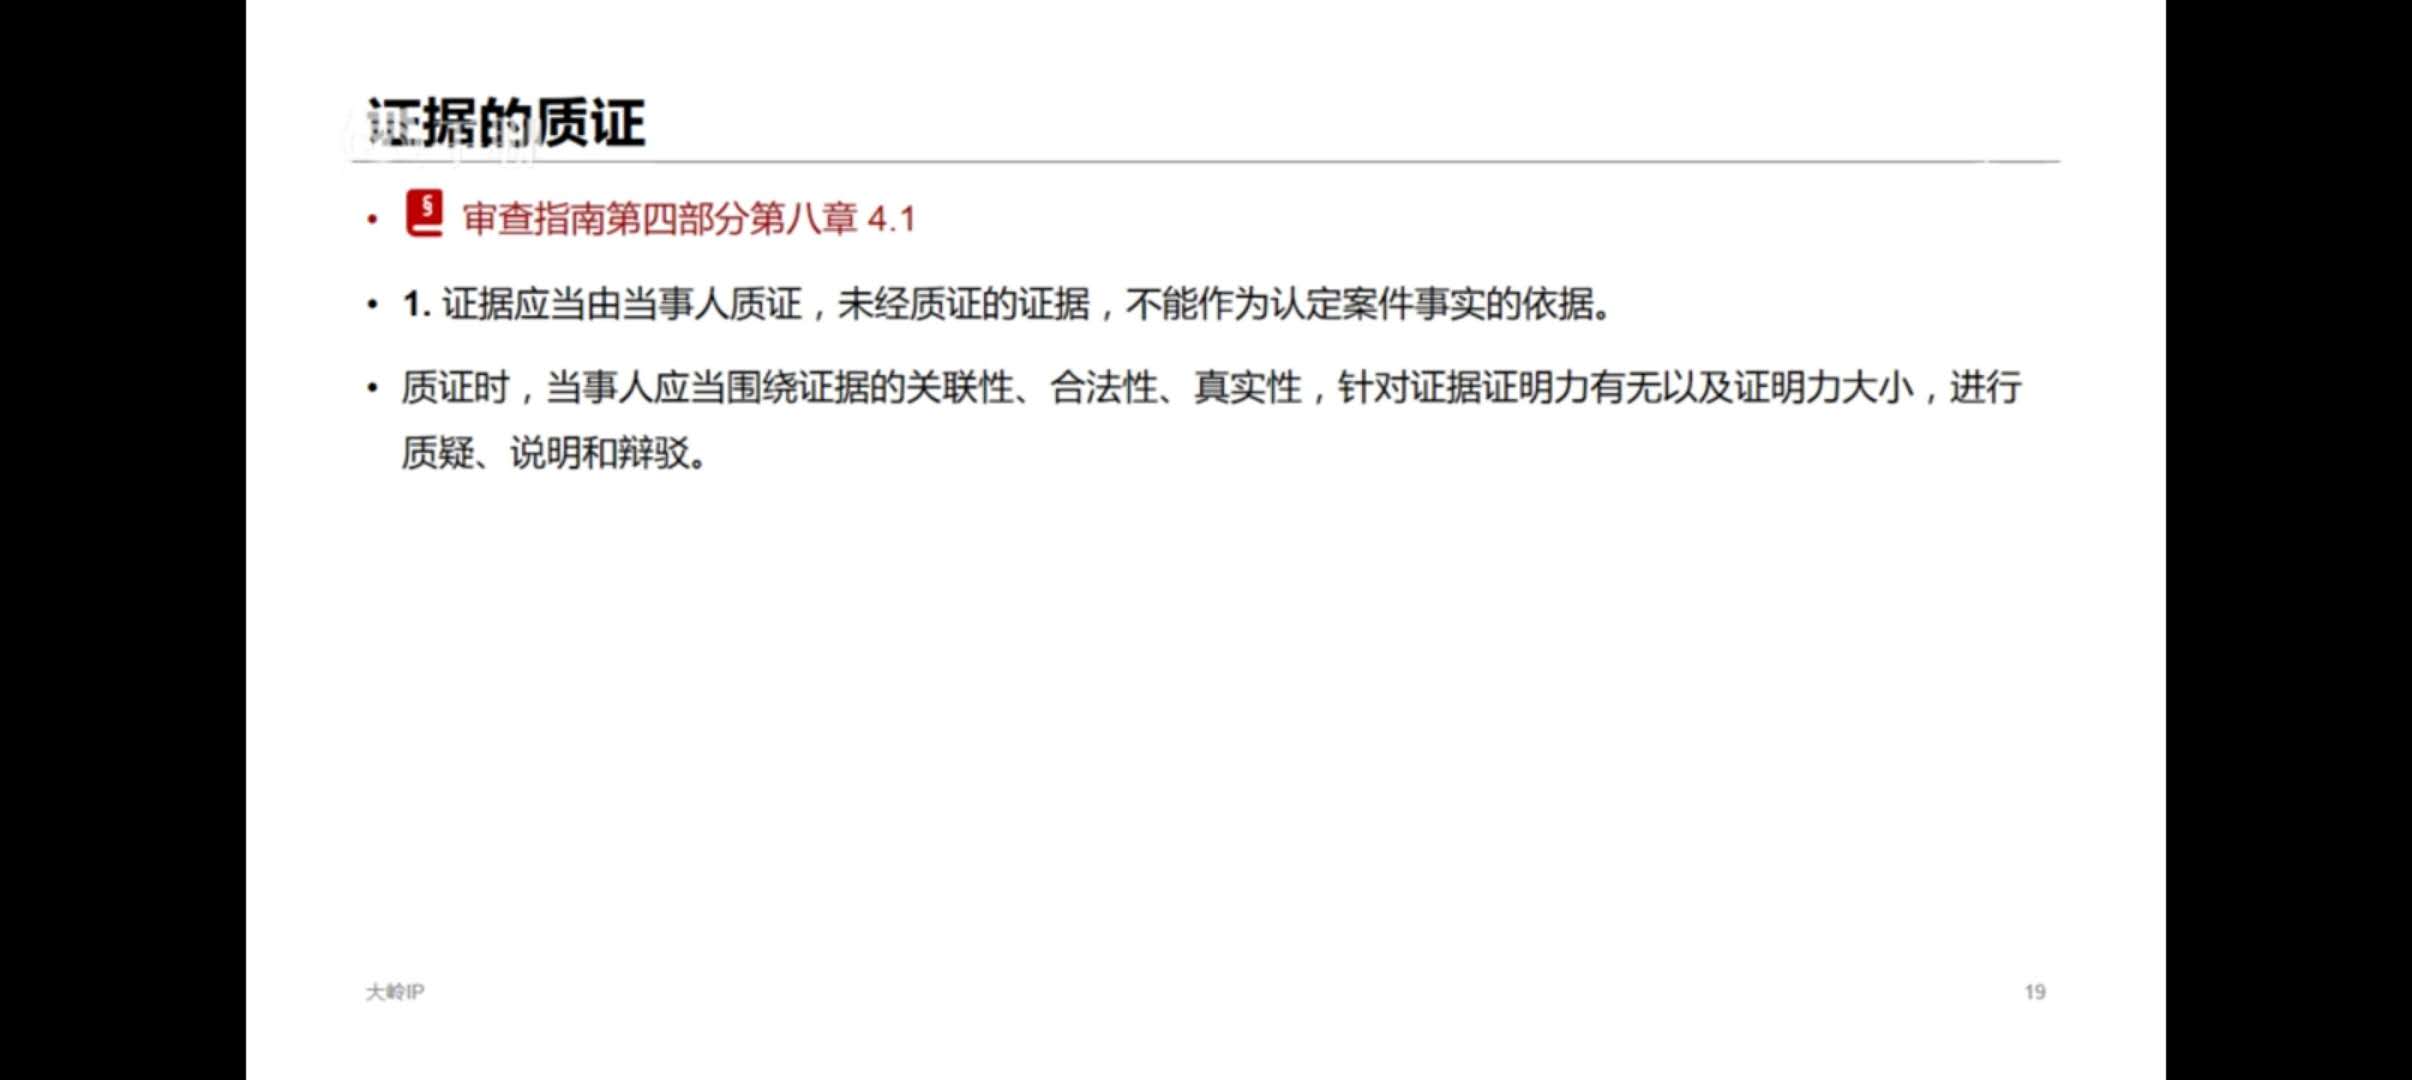 证据的质证
• § 审查指南第四部分第八章 4.1
• 1. 证据应当由当事人质证，未经质证的证据，不能作为认定案件事实的依据。
• 质证时，当事人应当围绕证据的关联性、合法性、真实性，针对证据证明力有无以及证明力大小，进行
质疑、说明和辩驳。
大岭IP
19